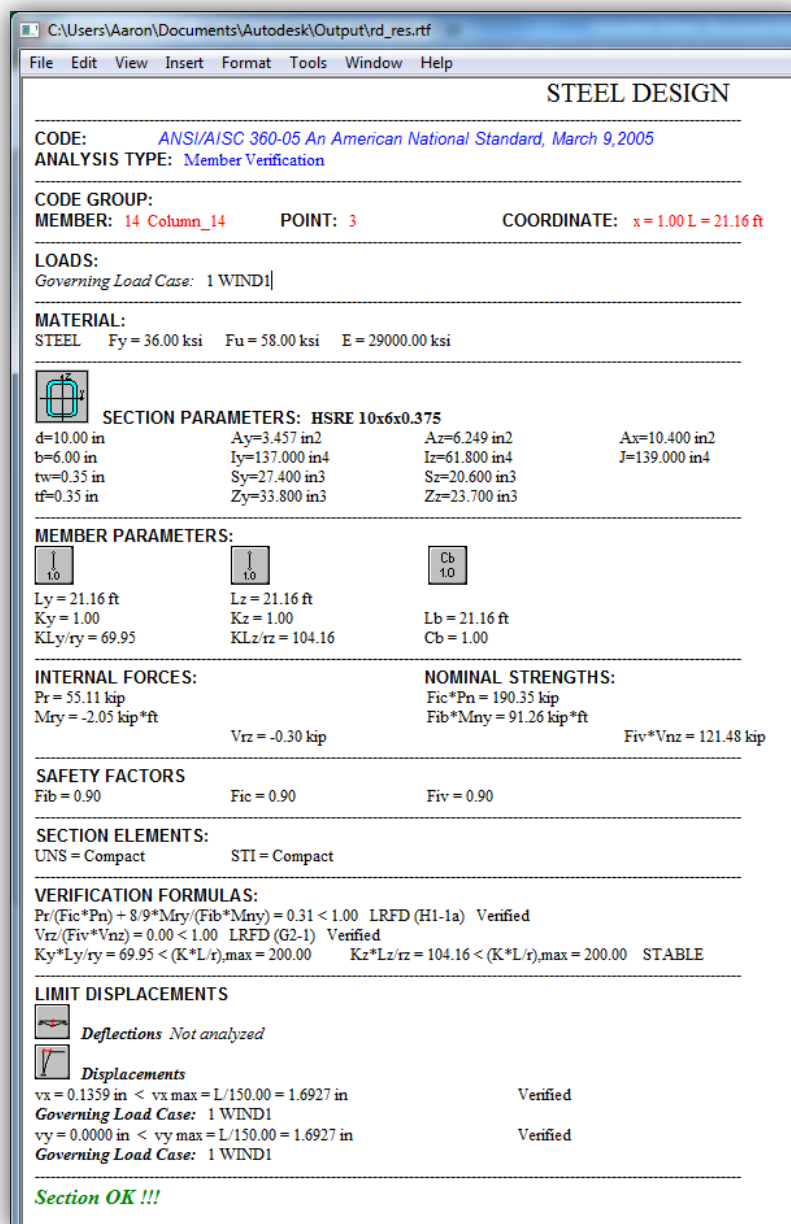 C:\Users\Aaron\Documents\Autodesk\Output\rd_res.rtf
File Edit View Insert Format Tools Window Help
STEEL DESIGN
CODE: ANSI/AISC 360-05 An American National Standard, March 9,2005
ANALYSIS TYPE: Member Verification
CODE GROUP:
MEMBER: 14 Column_14 POINT: 3 COORDINATE: x = 1.00 L = 21.16 ft
LOADS:
Governing Load Case: 1 WIND1
MATERIAL:
STEEL Fy = 36.00 ksi Fu = 58.00 ksi E = 29000.00 ksi
z
y
SECTION PARAMETERS: HSRE 10x6x0.375
d=10.00 in Ay=3.457 in2 Az=6.249 in2 Ax=10.400 in2
b=6.00 in Iy=137.000 in4 Iz=61.800 in4 J=139.000 in4
tw=0.35 in Sy=27.400 in3 Sz=20.600 in3
tf=0.35 in Zy=33.800 in3 Zz=23.700 in3
MEMBER PARAMETERS:
1.0 1.0 Cb
1.0
Ly = 21.16 ft Lz = 21.16 ft
Ky = 1.00 Kz = 1.00 Lb = 21.16 ft
KLy/ry = 69.95 KLz/rz = 104.16 Cb = 1.00
INTERNAL FORCES: NOMINAL STRENGTHS:
Pr = 55.11 kip Fic*Pn = 190.35 kip
Mry = -2.05 kip*ft Fib*Mny = 91.26 kip*ft
Vrz = -0.30 kip Fiv*Vnz = 121.48 kip
SAFETY FACTORS
Fib = 0.90 Fic = 0.90 Fiv = 0.90
SECTION ELEMENTS:
UNS = Compact STI = Compact
VERIFICATION FORMULAS:
Pr/(Fic*Pn) + 8/9*Mry/(Fib*Mny) = 0.31 < 1.00 LRFD (H1-1a) Verified
Vrz/(Fiv*Vnz) = 0.00 < 1.00 LRFD (G2-1) Verified
Ky*Ly/ry = 69.95 < (K*L/r),max = 200.00 Kz*Lz/rz = 104.16 < (K*L/r),max = 200.00 STABLE
LIMIT DISPLACEMENTS
Deflections Not analyzed
Displacements
vx = 0.1359 in < vx max = L/150.00 = 1.6927 in Verified
Governing Load Case: 1 WIND1
vy = 0.0000 in < vy max = L/150.00 = 1.6927 in Verified
Governing Load Case: 1 WIND1
Section OK !!!